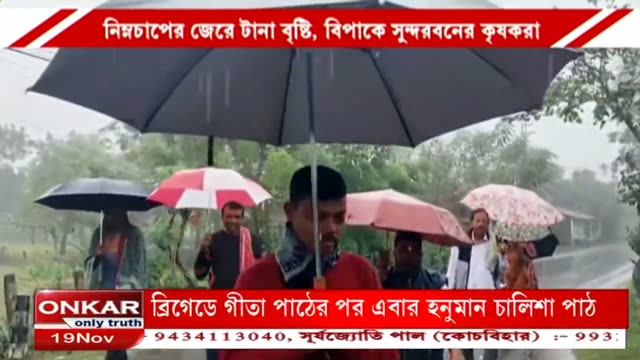 নিম্নচাপের জেরে টানা বৃষ্টি, বিপাকে সুন্দরবনের কৃষকরা
ONKAR
only truth
ব্রিগেডে গীতা পাঠের পর এবার হনুমান চালিশা পাঠ
19Nov
- 9434113040, সূর্যজ্যোতি পাল (কোচবিহার) :- 993